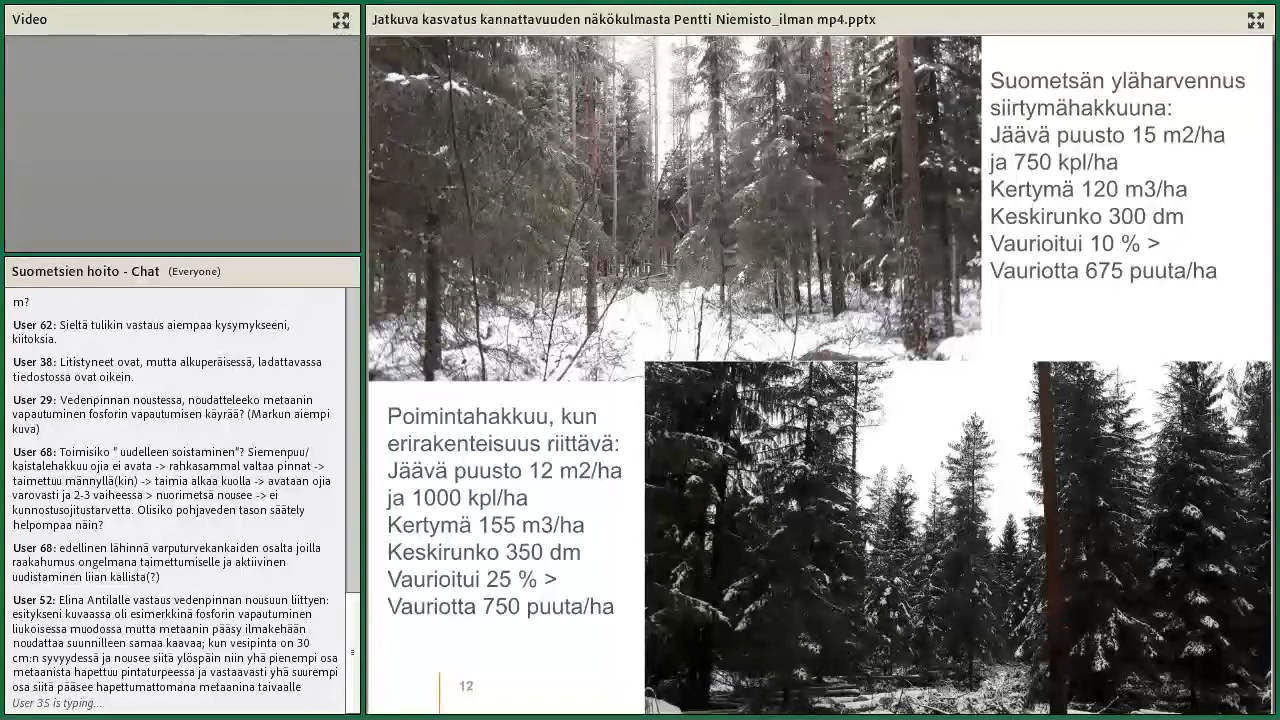 Video
Suometsien hoito - Chat (Everyone)
m?
User 62: Sieltä tulikin vastaus aiempaa kysymykseeni,
kiitoksia.
User 38: Litistyneet ovat, mutta alkuperäisessä, ladattavassa
tiedostossa ovat oikein.
User 29: Vedenpinnan noustessa, noudatteleeko metaanin
vapautuminen fosforin vapautumisen käyrää? (Markun aiempi
kuva)
User 68: Toimisiko " uudelleen soistaminen"? Siemenpuu/
kaistalehakkuu ojia ei avata -> rahkasammal valtaa pinnat ->
taimettuu männyllä(kin) -> taimia alkaa kuolla -> avataan ojia
varovasti ja 2-3 vaiheessa > nuorimetsä nousee -> ei
kunnostusojitustarvetta. Olisiko pohjaveden tason säätely
helpompaa näin?
User 68: edellinen lähinnä varputurvekankaiden osalta joilla
raakahumus ongelmana taimettumiselle ja aktiivinen
uudistaminen liian kallista(?)
User 52: Elina Antilalle vastaus vedenpinnan nousuun liittyen:
esitykseni kuvaassa oli esimerkkinä fosforin vapautuminen
liukoisessa muodossa mutta metaanin pääsy ilmakehään
noudattaa suunnilleen samaa kaavaa; kun vesipinta on 30
cm:n syvyydessä ja nousee siitä ylöspäin niin yhä pienempi osa
metaanista hapettuu pintaturpeessa ja vastaavasti yhä suurempi
osa siitä pääsee hapettumattomana metaanina taivaalle
User 35 is typing...
Jatkuva kasvatus kannattavuuden näkökulmasta Pentti Niemisto_ilman mp4.pptx
Suometsän yläharvennus
siirtymähakkuuna:
Jäävä puusto 15 m2/ha
ja 750 kpl/ha
Kertymä 120 m3/ha
Keskirunko 300 dm
Vaurioitui 10 % >
Vauriotta 675 puuta/ha
Poimintahakkuu, kun
erirakenteisuus riittävä:
Jäävä puusto 12 m2/ha
ja 1000 kpl/ha
Kertymä 155 m3/ha
Keskirunko 350 dm
Vaurioitui 25 % >
Vauriotta 750 puuta/ha
12